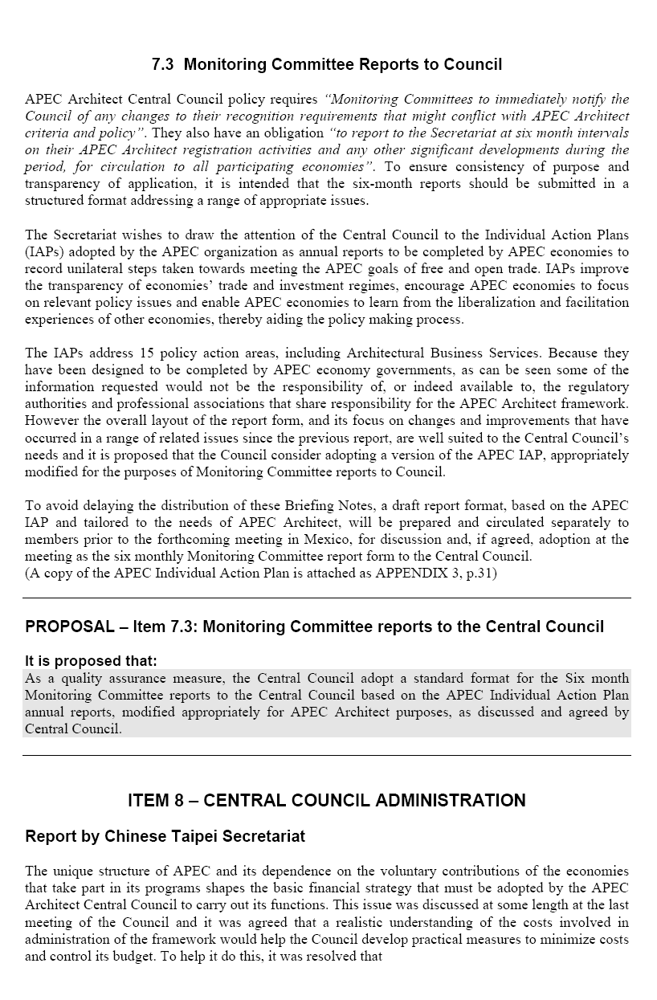 7.3 Monitoring Committee Reports to Council
APEC Architect Central Council policy requires “Monitoring Committees to immediately notify the
Council of any changes to their recognition requirements that might conflict with APEC Architect
criteria and policy”. They also have an obligation “to report to the Secretariat at six month intervals
on their APEC Architect registration activities and any other significant developments during the
period, for circulation to all participating economies”. To ensure consistency of purpose and
transparency of application, it is intended that the six-month reports should be submitted in a
structured format addressing a range of appropriate issues.
The Secretariat wishes to draw the attention of the Central Council to the Individual Action Plans
(IAPs) adopted by the APEC organization as annual reports to be completed by APEC economies to
record unilateral steps taken towards meeting the APEC goals of free and open trade. IAPs improve
the transparency of economies’ trade and investment regimes, encourage APEC economies to focus
on relevant policy issues and enable APEC economies to learn from the liberalization and facilitation
experiences of other economies, thereby aiding the policy making process.
The IAPs address 15 policy action areas, including Architectural Business Services. Because they
have been designed to be completed by APEC economy governments, as can be seen some of the
information requested would not be the responsibility of, or indeed available to, the regulatory
authorities and professional associations that share responsibility for the APEC Architect framework.
However the overall layout of the report form, and its focus on changes and improvements that have
occurred in a range of related issues since the previous report, are well suited to the Central Council’s
needs and it is proposed that the Council consider adopting a version of the APEC IAP, appropriately
modified for the purposes of Monitoring Committee reports to Council.
To avoid delaying the distribution of these Briefing Notes, a draft report format, based on the APEC
IAP and tailored to the needs of APEC Architect, will be prepared and circulated separately to
members prior to the forthcoming meeting in Mexico, for discussion and, if agreed, adoption at the
meeting as the six monthly Monitoring Committee report form to the Central Council.
(A copy of the APEC Individual Action Plan is attached as APPENDIX 3, p.31)
PROPOSAL – Item 7.3: Monitoring Committee reports to the Central Council
It is proposed that:
As a quality assurance measure, the Central Council adopt a standard format for the Six month
Monitoring Committee reports to the Central Council based on the APEC Individual Action Plan
annual reports, modified appropriately for APEC Architect purposes, as discussed and agreed by
Central Council.
ITEM 8 – CENTRAL COUNCIL ADMINISTRATION
Report by Chinese Taipei Secretariat
The unique structure of APEC and its dependence on the voluntary contributions of the economies
that take part in its programs shapes the basic financial strategy that must be adopted by the APEC
Architect Central Council to carry out its functions. This issue was discussed at some length at the last
meeting of the Council and it was agreed that a realistic understanding of the costs involved in
administration of the framework would help the Council develop practical measures to minimize costs
and control its budget. To help it do this, it was resolved that